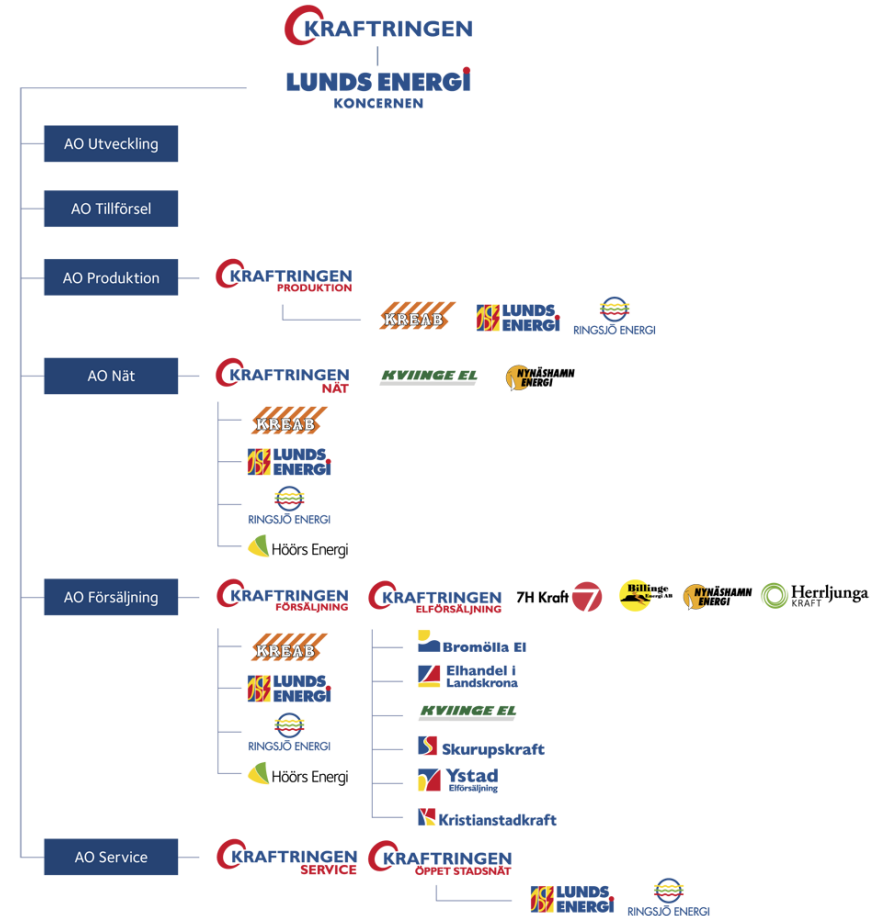 KRAFTRINGEN
LUNDS ENERGI
KONCERNEN
AO Utveckling
AO Tillförsel
AO Produktion
KRAFTRINGEN
PRODUKTION
KREAB
LUNDS
ENERGI
RINGSJÖ ENERGI
AO Nät
KRAFTRINGEN
NÄT
KVIINGE EL
NYNÄSHAMN
ENERGI
KREAB
LUNDS
ENERGI
RINGSJÖ ENERGI
Höörs Energi
AO Försäljning
KRAFTRINGEN
FÖRSÄLJNING
KRAFTRINGEN
ELFÖRSÄLJNING
7H Kraft 7
Billinge
Energi AB
NYNÄSHAMN
ENERGI
Herrljunga
KRAFT
KREAB
LUNDS
ENERGI
RINGSJÖ ENERGI
Höörs Energi
Bromölla El
Elhandel i
Landskrona
KVIINGE EL
Skurupskraft
Ystad
Elförsäljning
Kristianstadkraft
AO Service
KRAFTRINGEN
SERVICE
KRAFTRINGEN
ÖPPET STADSNÄT
LUNDS
ENERGI
RINGSJÖ ENERGI